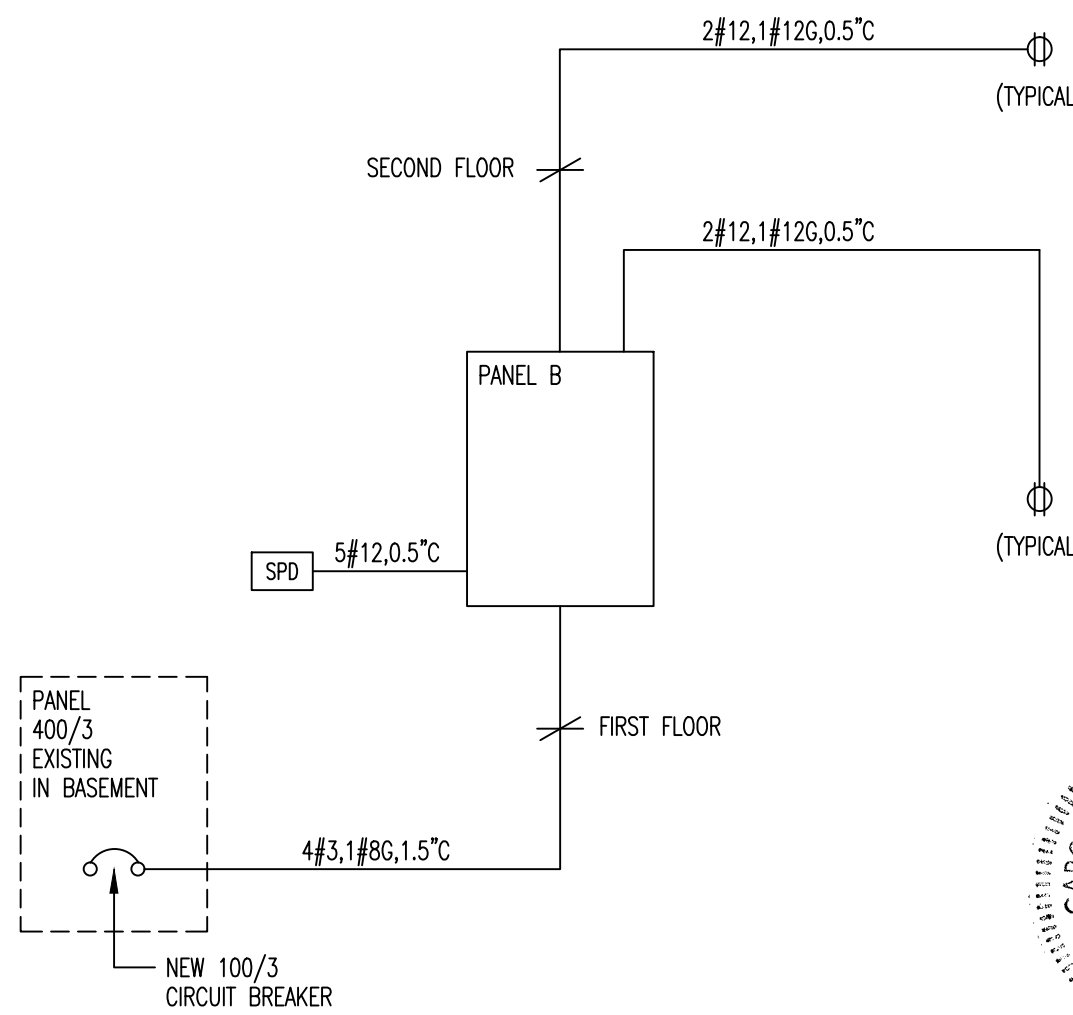 2#12,1#12G,0.5"C
(TYPICAL
SECOND FLOOR
2#12,1#12G,0.5"C
PANEL B
(TYPICAL
5#12,0.5"C
SPD
PANEL
400/3
EXISTING
IN BASEMENT
FIRST FLOOR
4#3,1#8G,1.5"C
NEW 100/3
CIRCUIT BREAKER